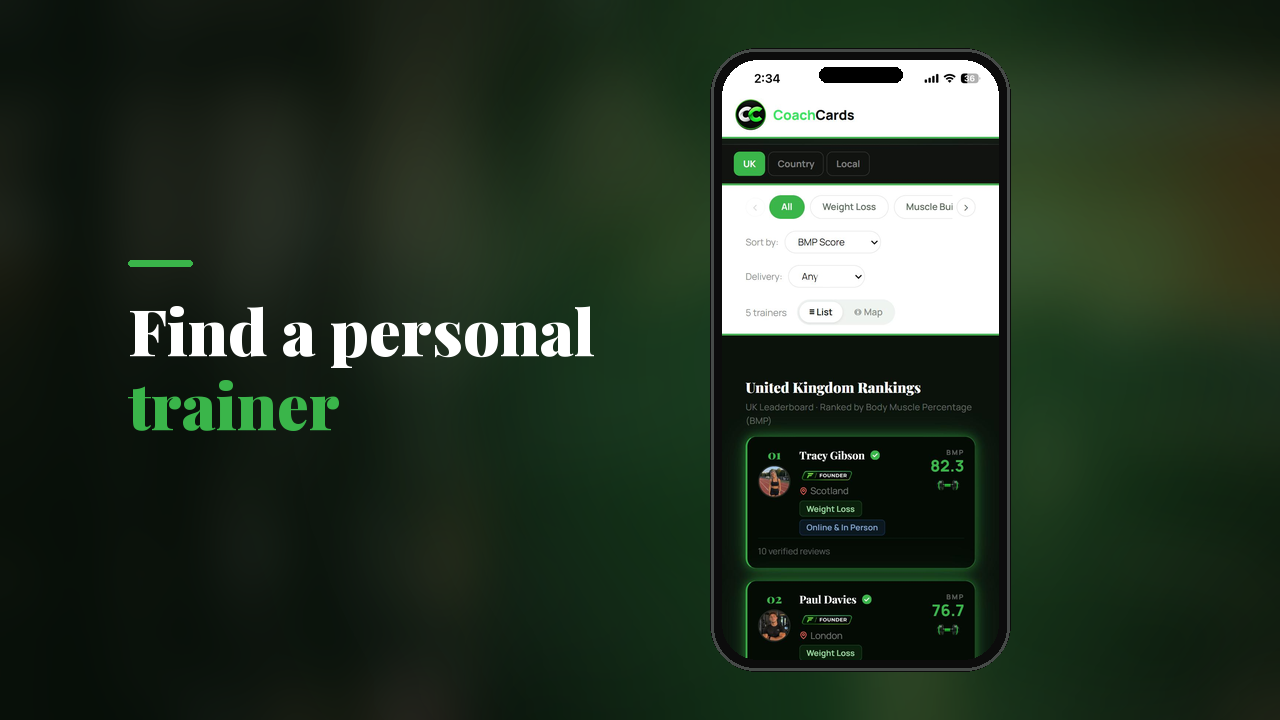 Find a personal
trainer
2:34
36
CC
CoachCards
UK Country Local
All Weight Loss Muscle Bui
Sort by: BMP Score
Delivery: Any
5 trainers List Map
United Kingdom Rankings
UK Leaderboard · Ranked by Body Muscle Percentage
(BMP)
01 Tracy Gibson BMP
82.3
FOUNDER
Scotland
Weight Loss
Online & In Person
10 verified reviews
02 Paul Davies BMP
76.7
FOUNDER
London
Weight Loss